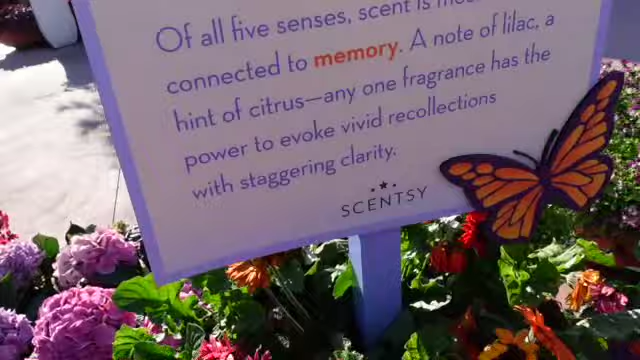 Of all five senses, scent is
connected to memory. A note of lilac, a
hint of citrus—any one fragrance has the
power to evoke vivid recollections
with staggering clarity.
SCENTSY